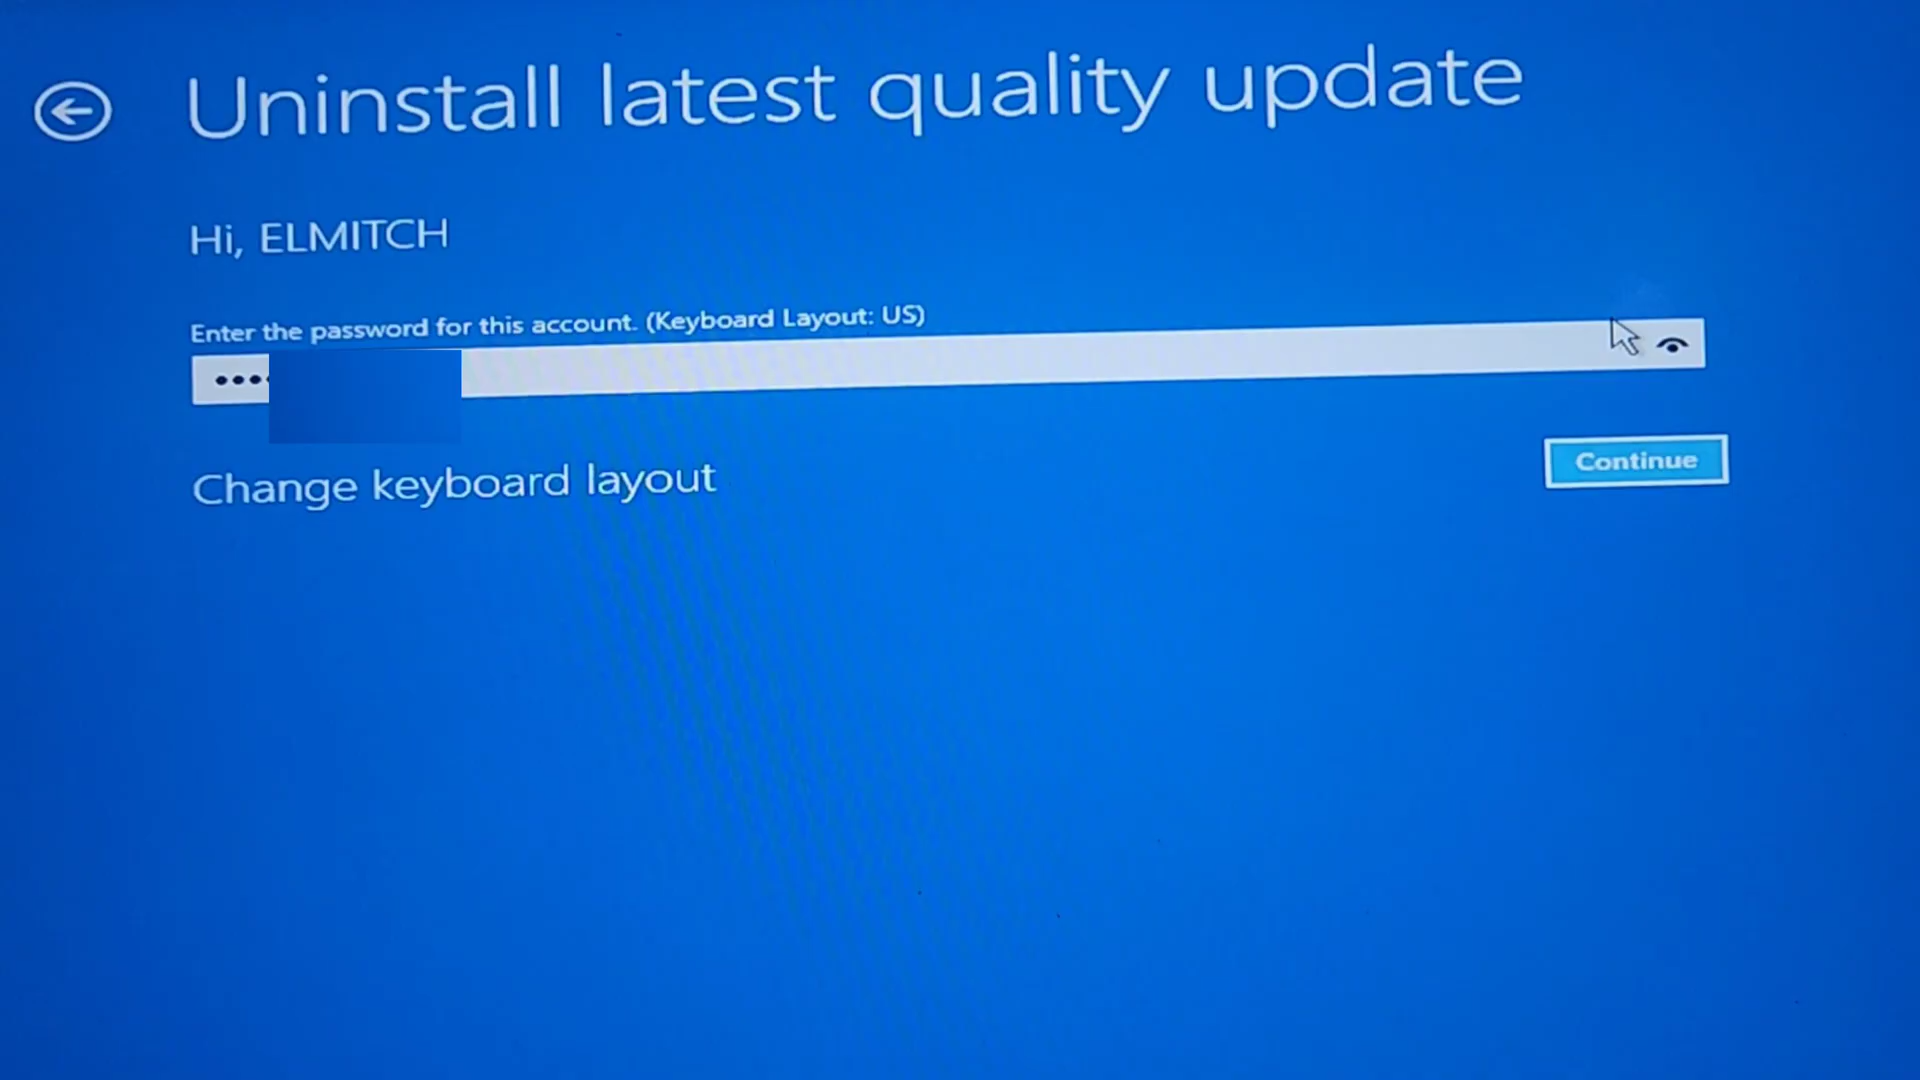 Uninstall latest quality update
Hi, ELMITCH
Enter the password for this account. (Keyboard Layout: US)
Change keyboard layout
Continue